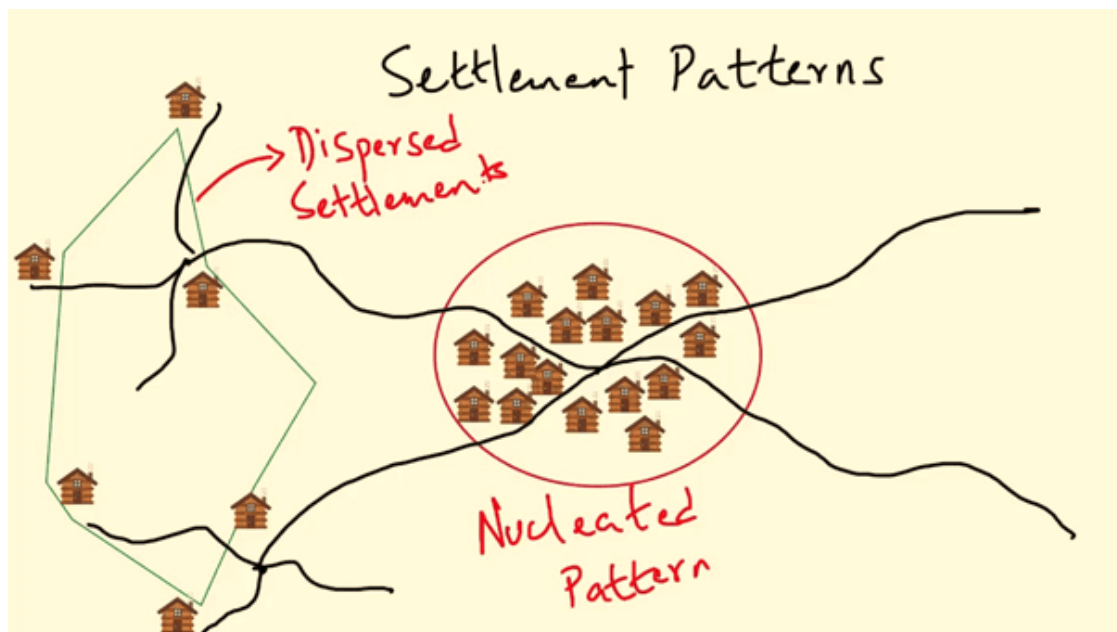 Settlement Patterns
Dispersed
Settlements
Nucleated
Pattern